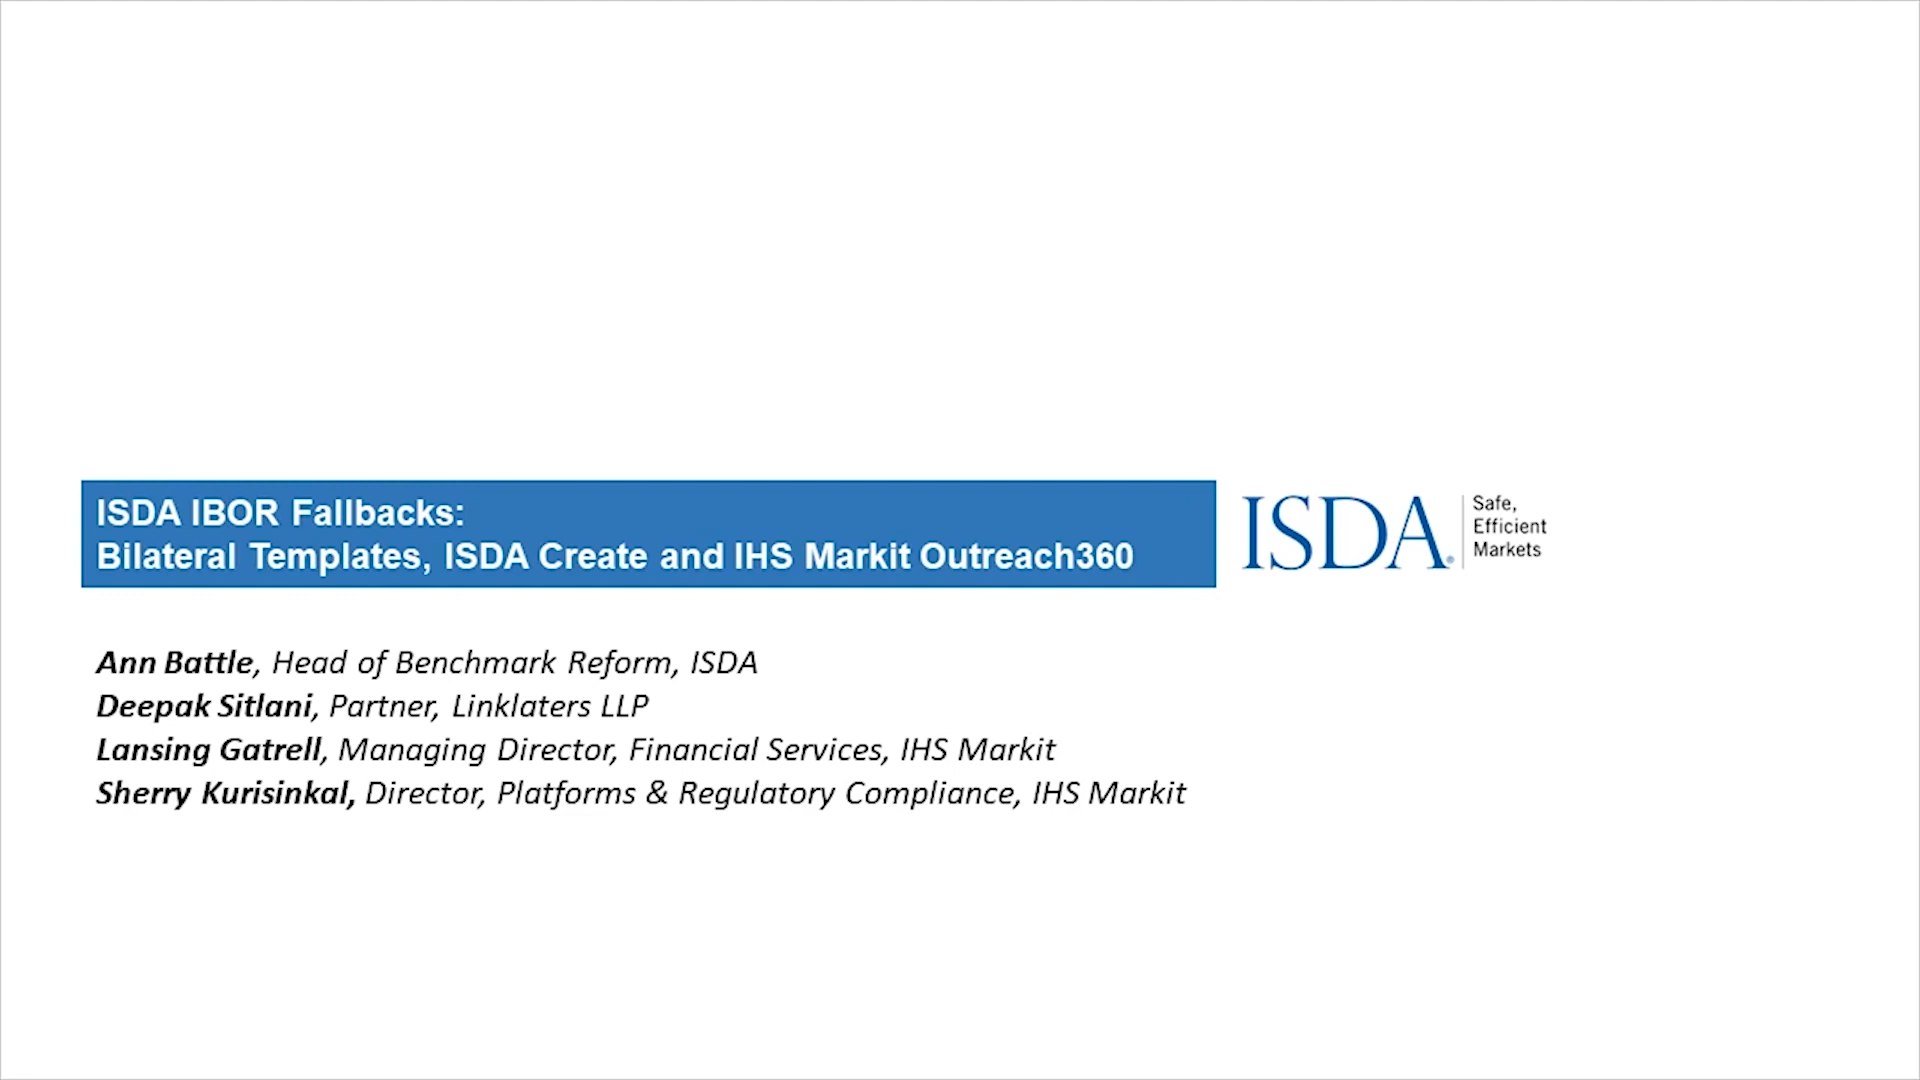 ISDA IBOR Fallbacks:
Bilateral Templates, ISDA Create and IHS Markit Outreach360
ISDA®
Safe,
Efficient
Markets
Ann Battle, Head of Benchmark Reform, ISDA
Deepak Sitlani, Partner, Linklaters LLP
Lansing Gatrell, Managing Director, Financial Services, IHS Markit
Sherry Kurisinkal, Director, Platforms & Regulatory Compliance, IHS Markit